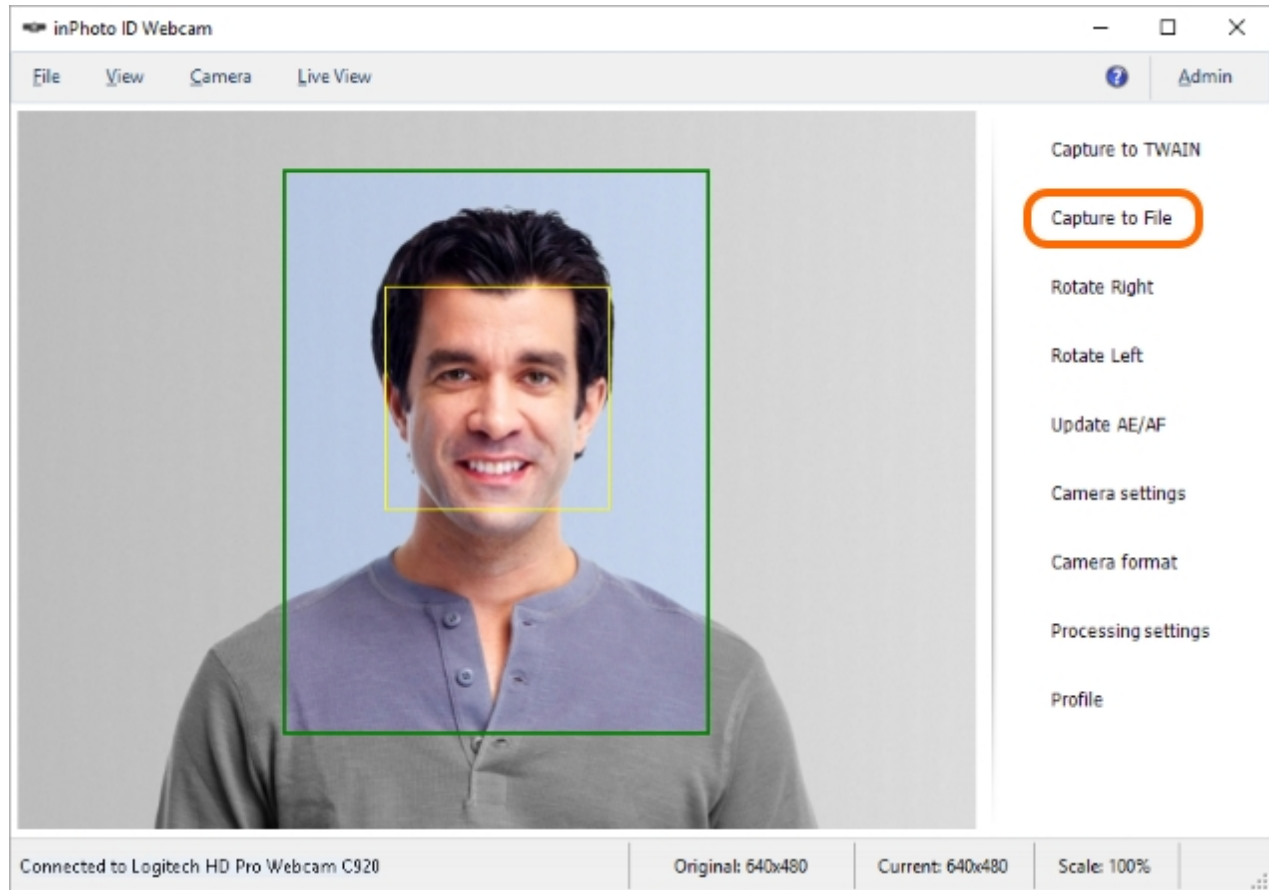 inPhoto ID Webcam
File View Camera Live View Admin
Capture to TWAIN
Capture to File
Rotate Right
Rotate Left
Update AE/AF
Camera settings
Camera format
Processing settings
Profile
Connected to Logitech HD Pro Webcam C920 Original: 640x480 Current: 640x480 Scale: 100%